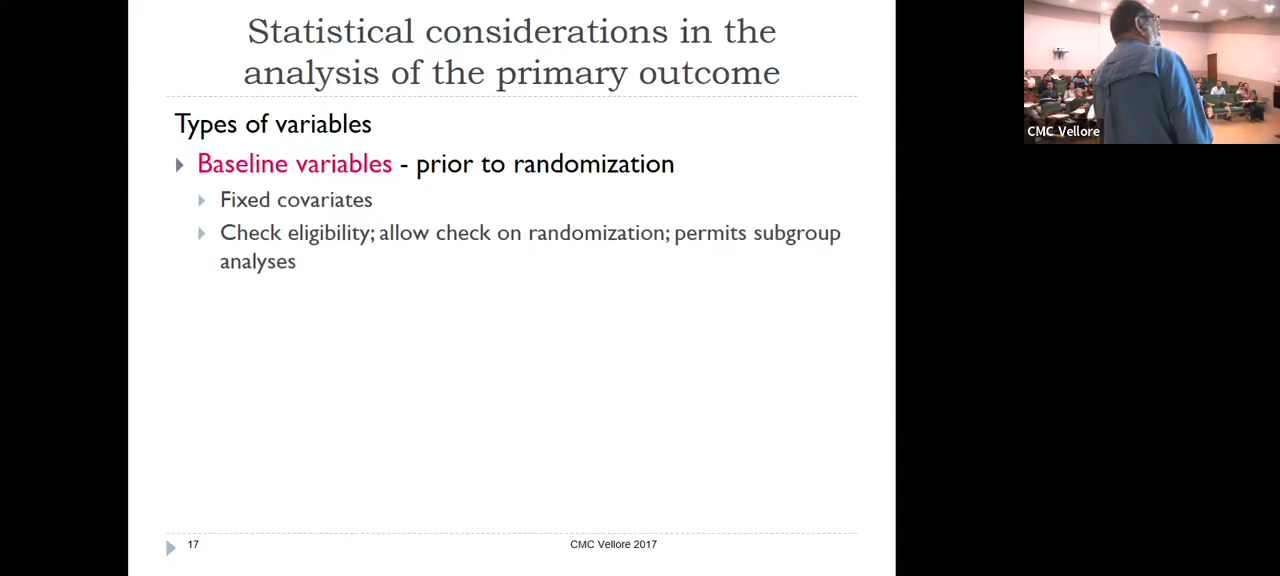 Statistical considerations in the
analysis of the primary outcome
Types of variables
Baseline variables - prior to randomization
Fixed covariates
Check eligibility; allow check on randomization; permits subgroup
analyses
17
CMC Vellore 2017
CMC Vellore